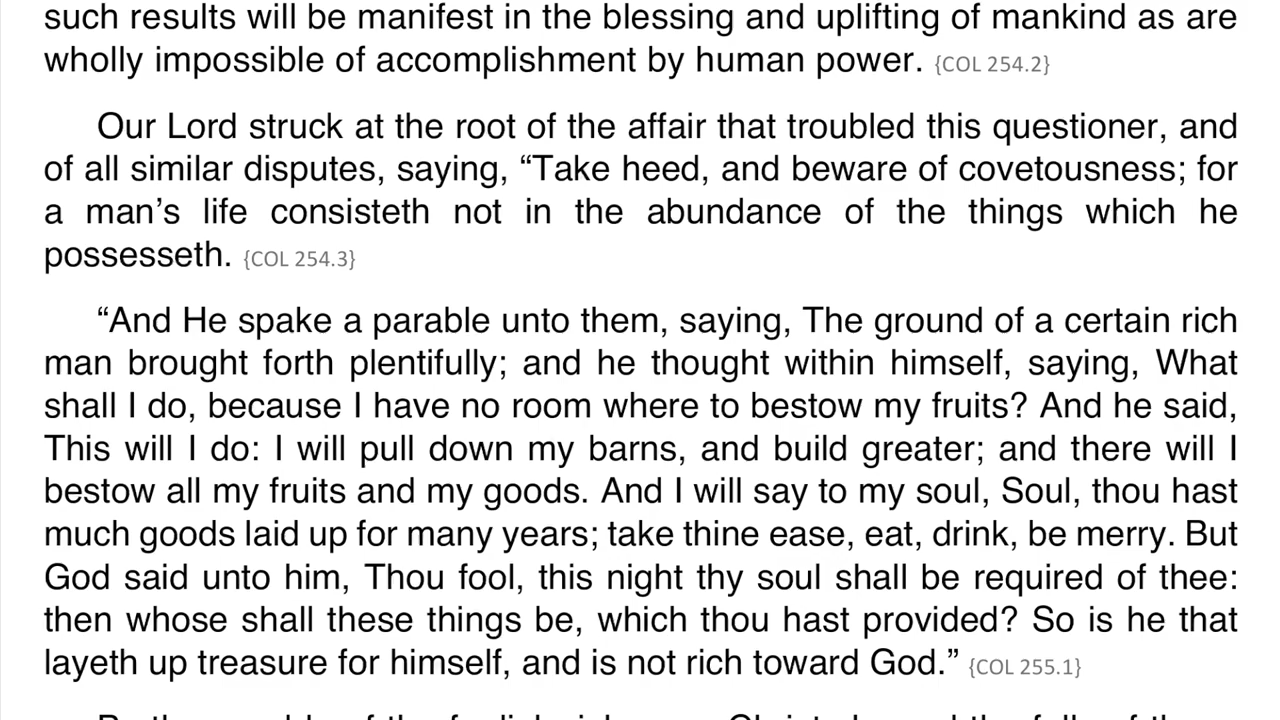 such results will be manifest in the blessing and uplifting of mankind as are
wholly impossible of accomplishment by human power. {COL 254.2}
Our Lord struck at the root of the affair that troubled this questioner, and
of all similar disputes, saying, “Take heed, and beware of covetousness; for
a man’s life consisteth not in the abundance of the things which he
possesseth. {COL 254.3}
“And He spake a parable unto them, saying, The ground of a certain rich
man brought forth plentifully; and he thought within himself, saying, What
shall I do, because I have no room where to bestow my fruits? And he said,
This will I do: I will pull down my barns, and build greater; and there will I
bestow all my fruits and my goods. And I will say to my soul, Soul, thou hast
much goods laid up for many years; take thine ease, eat, drink, be merry. But
God said unto him, Thou fool, this night thy soul shall be required of thee:
then whose shall these things be, which thou hast provided? So is he that
layeth up treasure for himself, and is not rich toward God.” {COL 255.1}